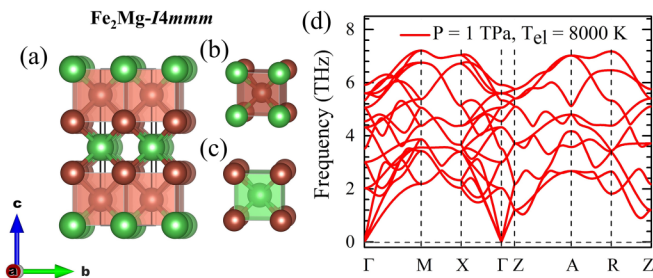 Fe₂Mg-I4mmm
(a)
(b)
(c)
c
a
b
(d)
P = 1 TPa, Tel = 8000 K
Frequency (THz)
8
6
4
2
0
Γ M X Γ Z A R Z